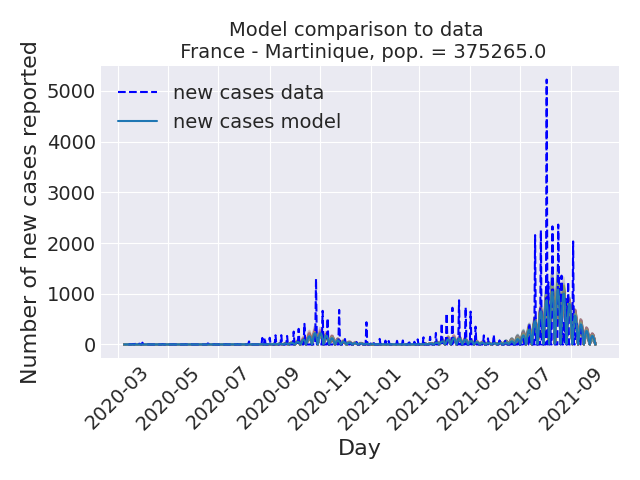 Model comparison to data
France - Martinique, pop. = 375265.0
new cases data
new cases model
Number of new cases reported
5000
4000
3000
2000
1000
0
2020-03
2020-05
2020-07
2020-09
2020-11
2021-01
2021-03
2021-05
2021-07
2021-09
Day